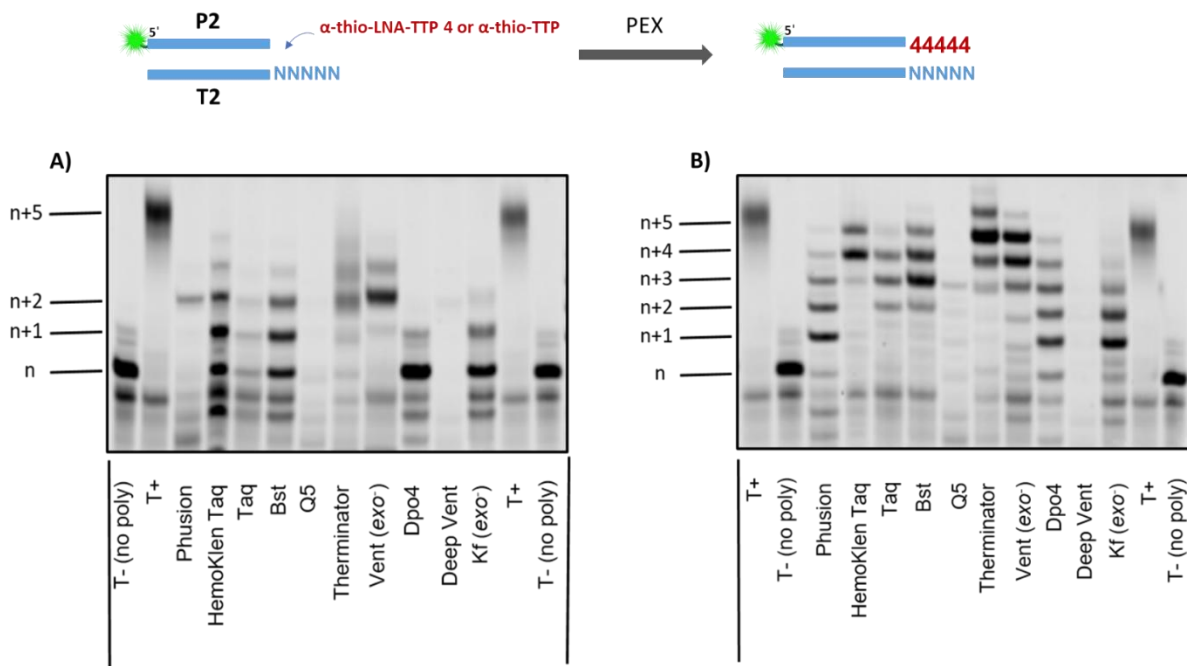 5'
P2
α-thio-LNA-TTP 4 or α-thio-TTP
NNNNN
T2
PEX
5'
44444
NNNNN
A)
n+5
n+2
n+1
n
T- (no poly)
T+
Phusion
HemoKlen Taq
Taq
Bst
Q5
Therminator
Vent (exo⁻)
Dpo4
Deep Vent
Kf (exo⁻)
T+
T- (no poly)
B)
n+5
n+4
n+3
n+2
n+1
n
T+
T- (no poly)
Phusion
HemoKlen Taq
Taq
Bst
Q5
Therminator
Vent (exo⁻)
Dpo4
Deep Vent
Kf (exo⁻)
T+
T- (no poly)